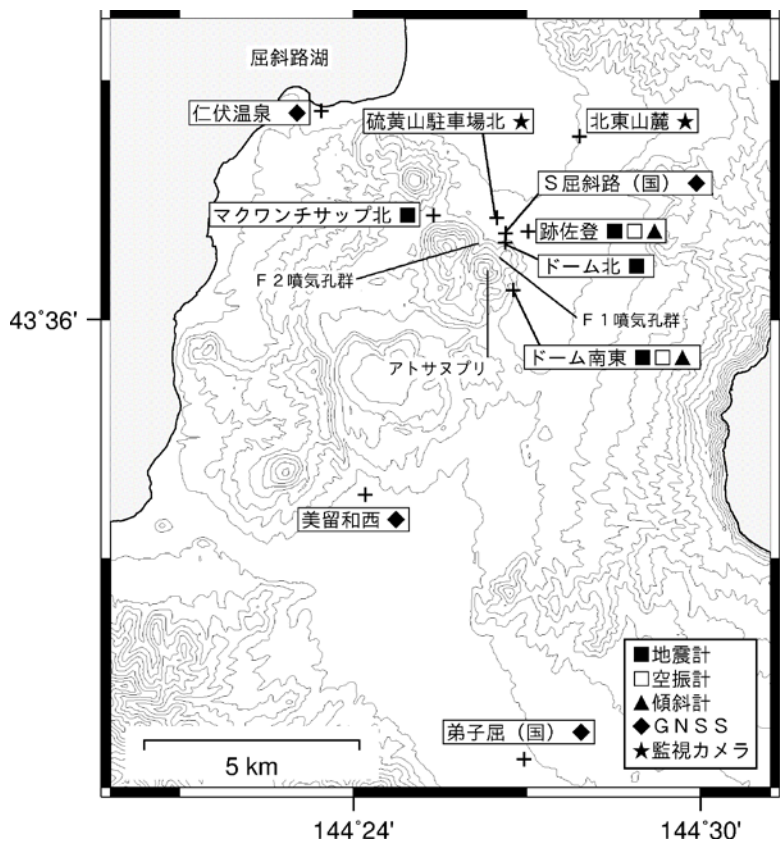 屈斜路湖
仁伏温泉 ◆
硫黄山駐車場北 ★
北東山麓 ★
S屈斜路（国） ◆
マクワンチサップ北 ■
跡佐登 ■□▲
ドーム北 ■
F2噴気孔群
43°36'
F1噴気孔群
アトサヌプリ
ドーム南東 ■□▲
美留和西 ◆
■地震計
□空振計
▲傾斜計
◆GNSS
★監視カメラ
弟子屈（国） ◆
5 km
144°24'
144°30'